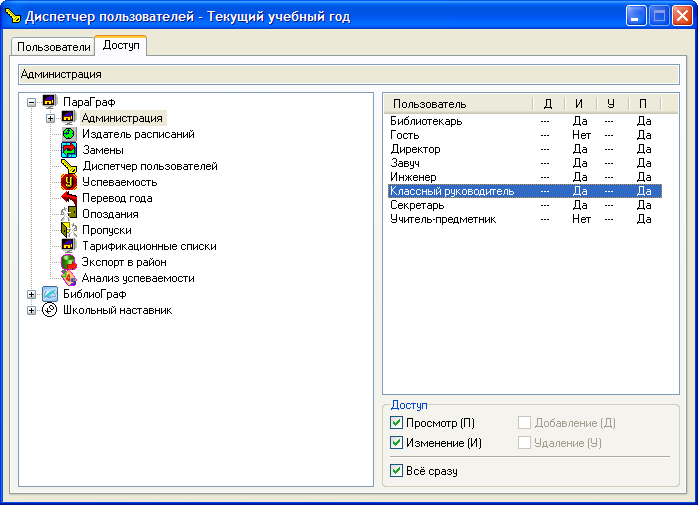 Диспетчер пользователей - Текущий учебный год
Пользователи Доступ
Администрация
ПараГраф
Администрация
Издатель расписаний
Замены
Диспетчер пользователей
Успеваемость
Перевод года
Опоздания
Пропуски
Тарификационные списки
Экспорт в район
Анализ успеваемости
БиблиоГраф
Школьный наставник
Пользователь Д И У П
Библиотекарь --- Да --- Да
Гость --- Нет --- Да
Директор --- Да --- Да
Завуч --- Да --- Да
Инженер --- Да --- Да
Классный руководитель --- Да --- Да
Секретарь --- Да --- Да
Учитель-предметник --- Нет --- Да
Доступ
Просмотр (П) Добавление (Д)
Изменение (И) Удаление (У)
Всё сразу